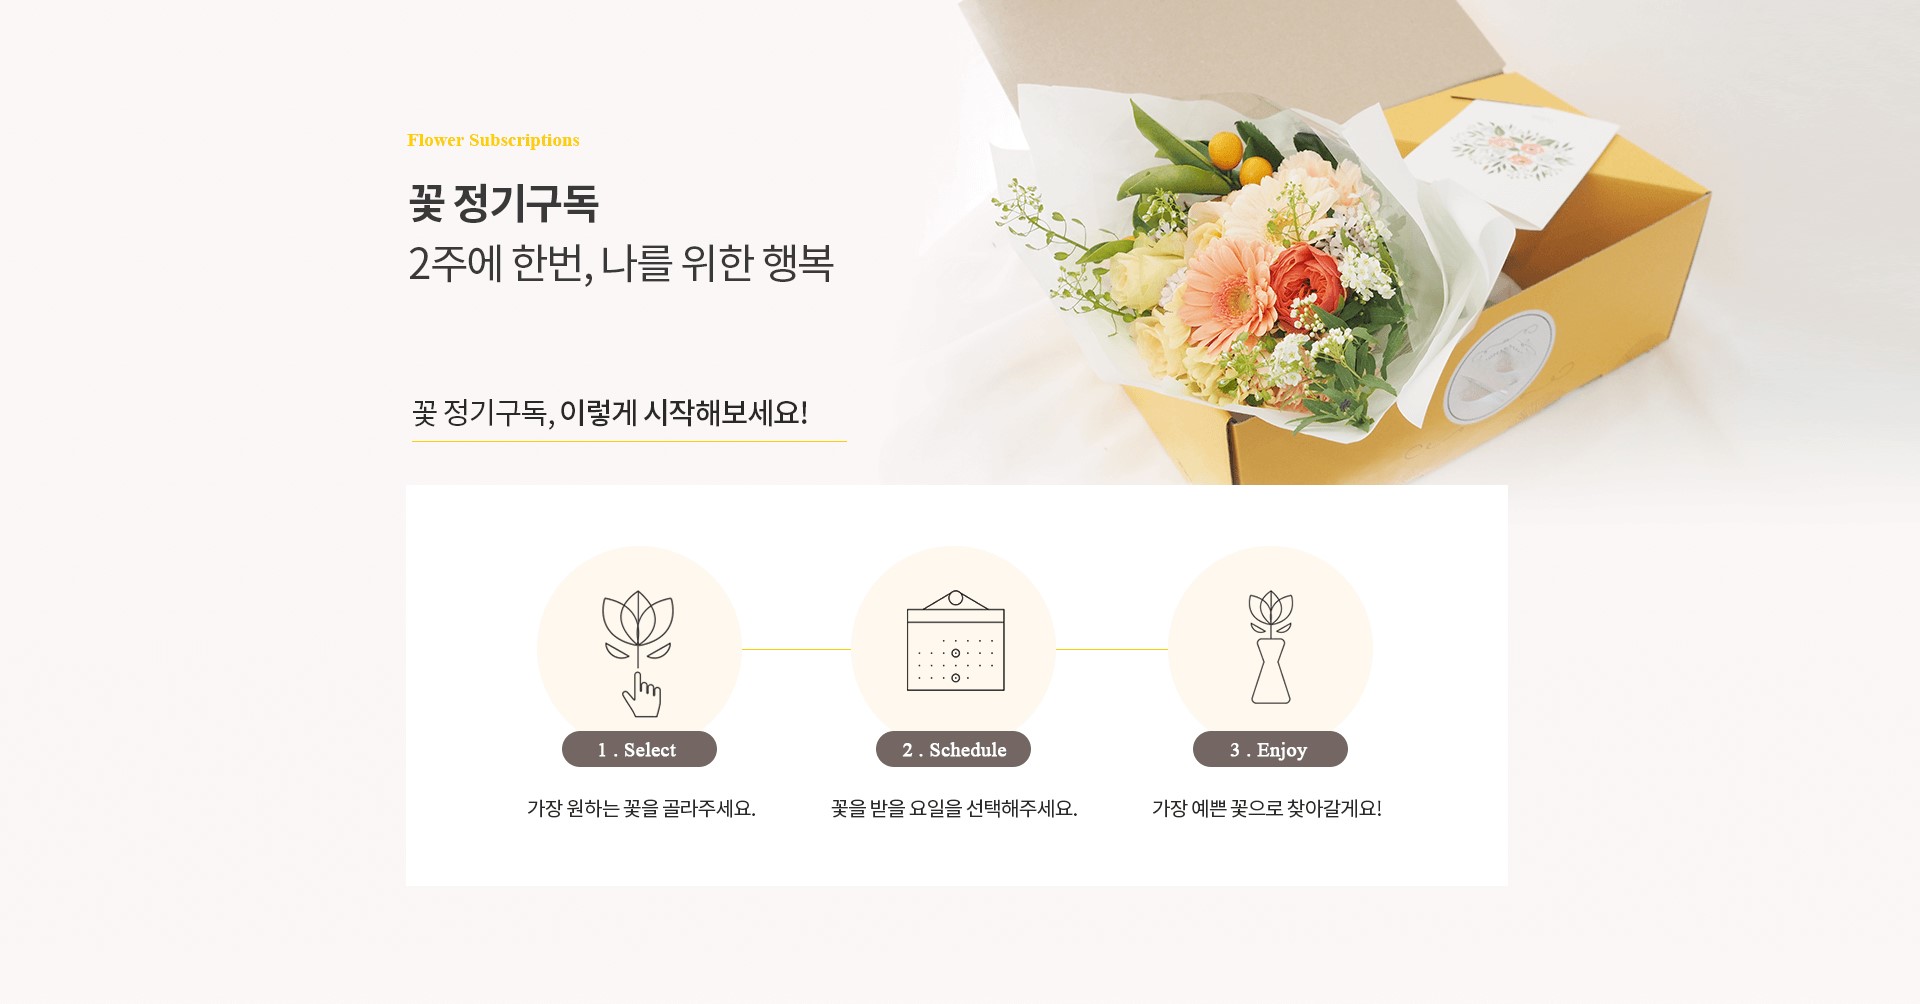 Flower Subscriptions
꽃 정기구독
2주에 한번, 나를 위한 행복
꽃 정기구독, 이렇게 시작해보세요!
1 . Select
2 . Schedule
3 . Enjoy
가장 원하는 꽃을 골라주세요.
꽃을 받을 요일을 선택해주세요.
가장 예쁜 꽃으로 찾아갈게요!